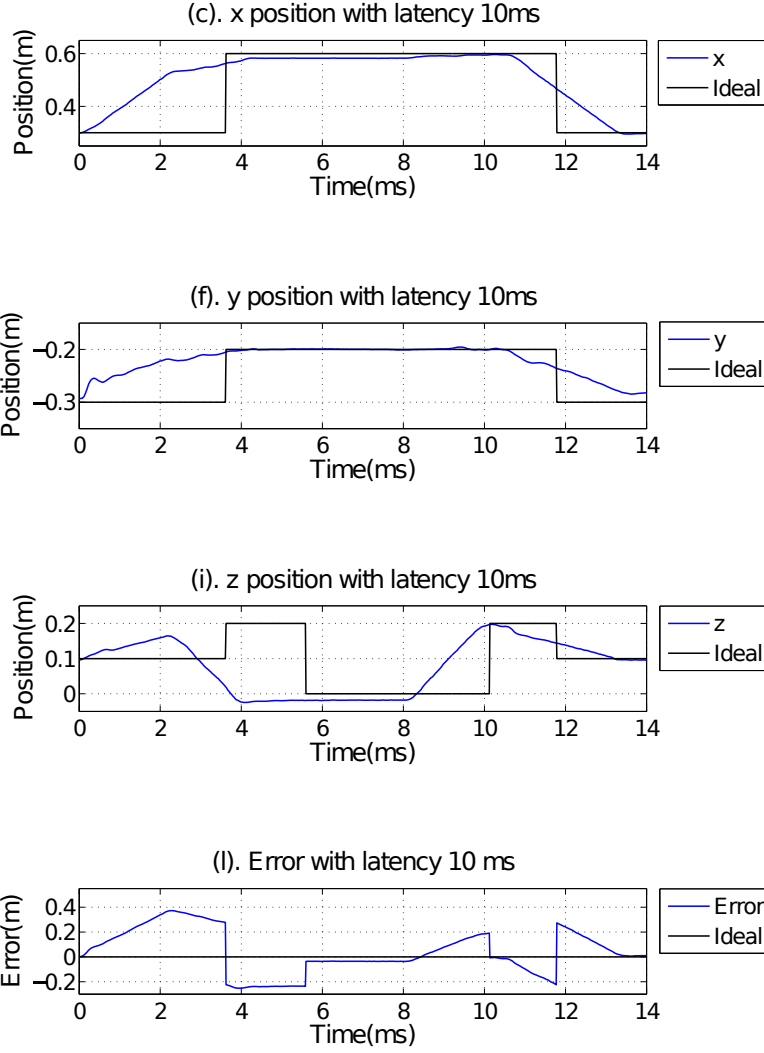 (c). x position with latency 10ms
Position(m)
0.6
0.4
0 2 4 6 8 10 12 14
Time(ms)
x
Ideal
(f). y position with latency 10ms
Position(m)
−0.2
−0.3
0 2 4 6 8 10 12 14
Time(ms)
y
Ideal
(i). z position with latency 10ms
Position(m)
0.2
0.1
0
0 2 4 6 8 10 12 14
Time(ms)
z
Ideal
(l). Error with latency 10 ms
Error(m)
0.4
0.2
0
−0.2
0 2 4 6 8 10 12 14
Time(ms)
Error
Ideal